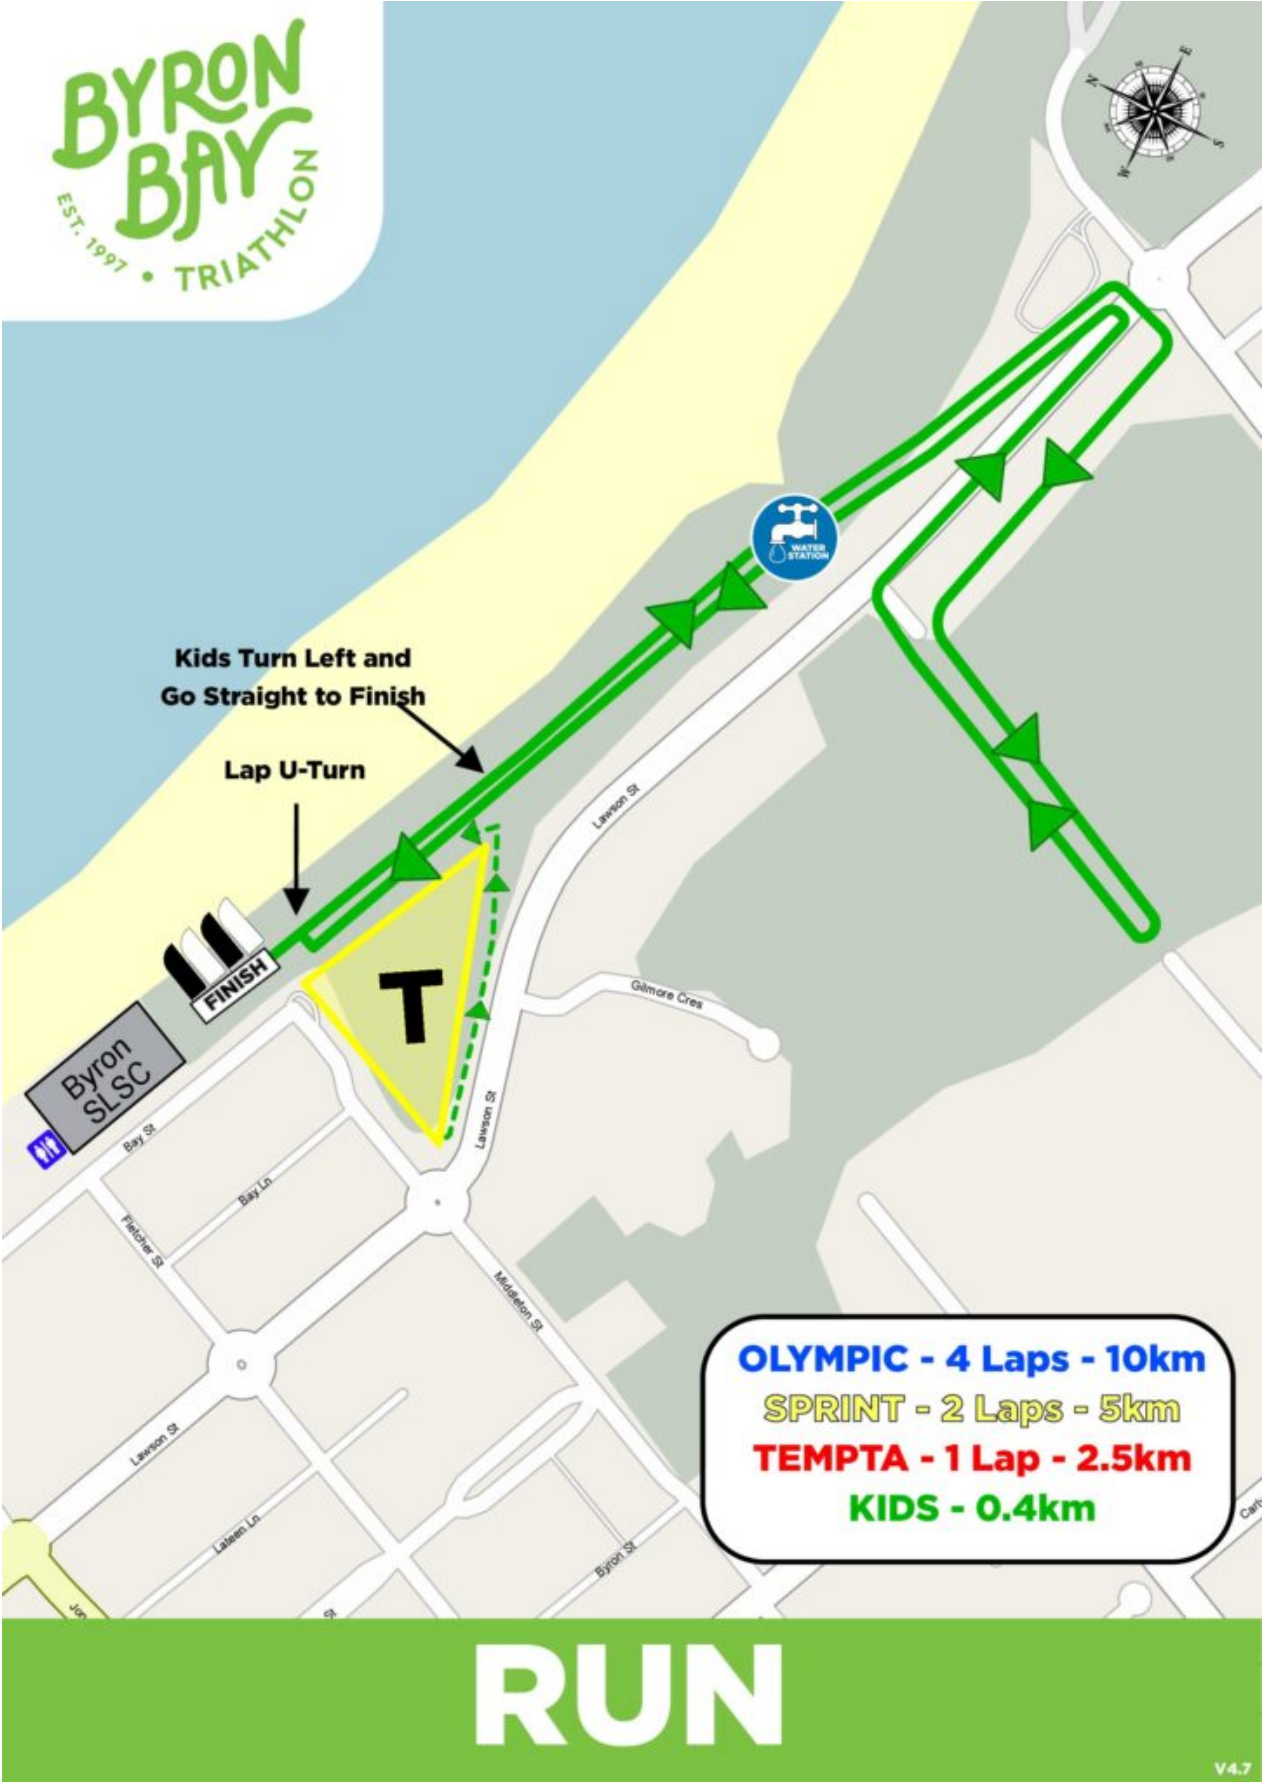 BYRON
BAY
EST. 1997 • TRIATHLON
N
E
S
W
WATER
STATION
Kids Turn Left and
Go Straight to Finish
Lap U-Turn
Lawson St
FINISH
T
Gilmore Cres
Byron
SLSC
Lawson St
Bay St
Bay Ln
Fletcher St
Middleton St
OLYMPIC - 4 Laps - 10km
SPRINT - 2 Laps - 5km
TEMPTA - 1 Lap - 2.5km
KIDS - 0.4km
Lawson St
Lateen Ln
Byron St
Carl
Jon
St
RUN
V4.7